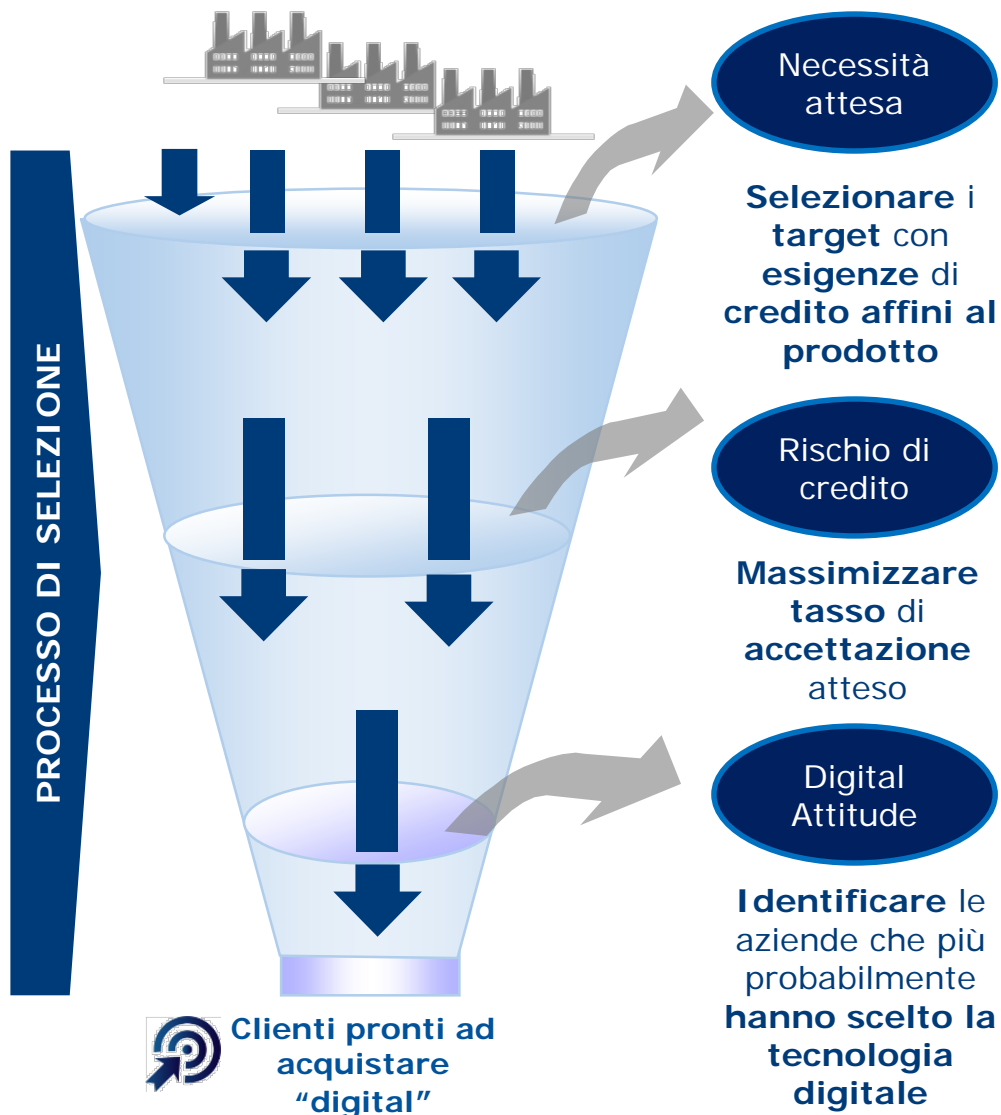 PROCESSO DI SELEZIONE
Necessità
attesa
Selezionare i
target con
esigenze di
credito affini al
prodotto
Rischio di
credito
Massimizzare
tasso di
accettazione
atteso
Digital
Attitude
Identificare le
aziende che più
probabilmente
hanno scelto la
tecnologia
digitale
Clienti pronti ad
acquistare
“digital”